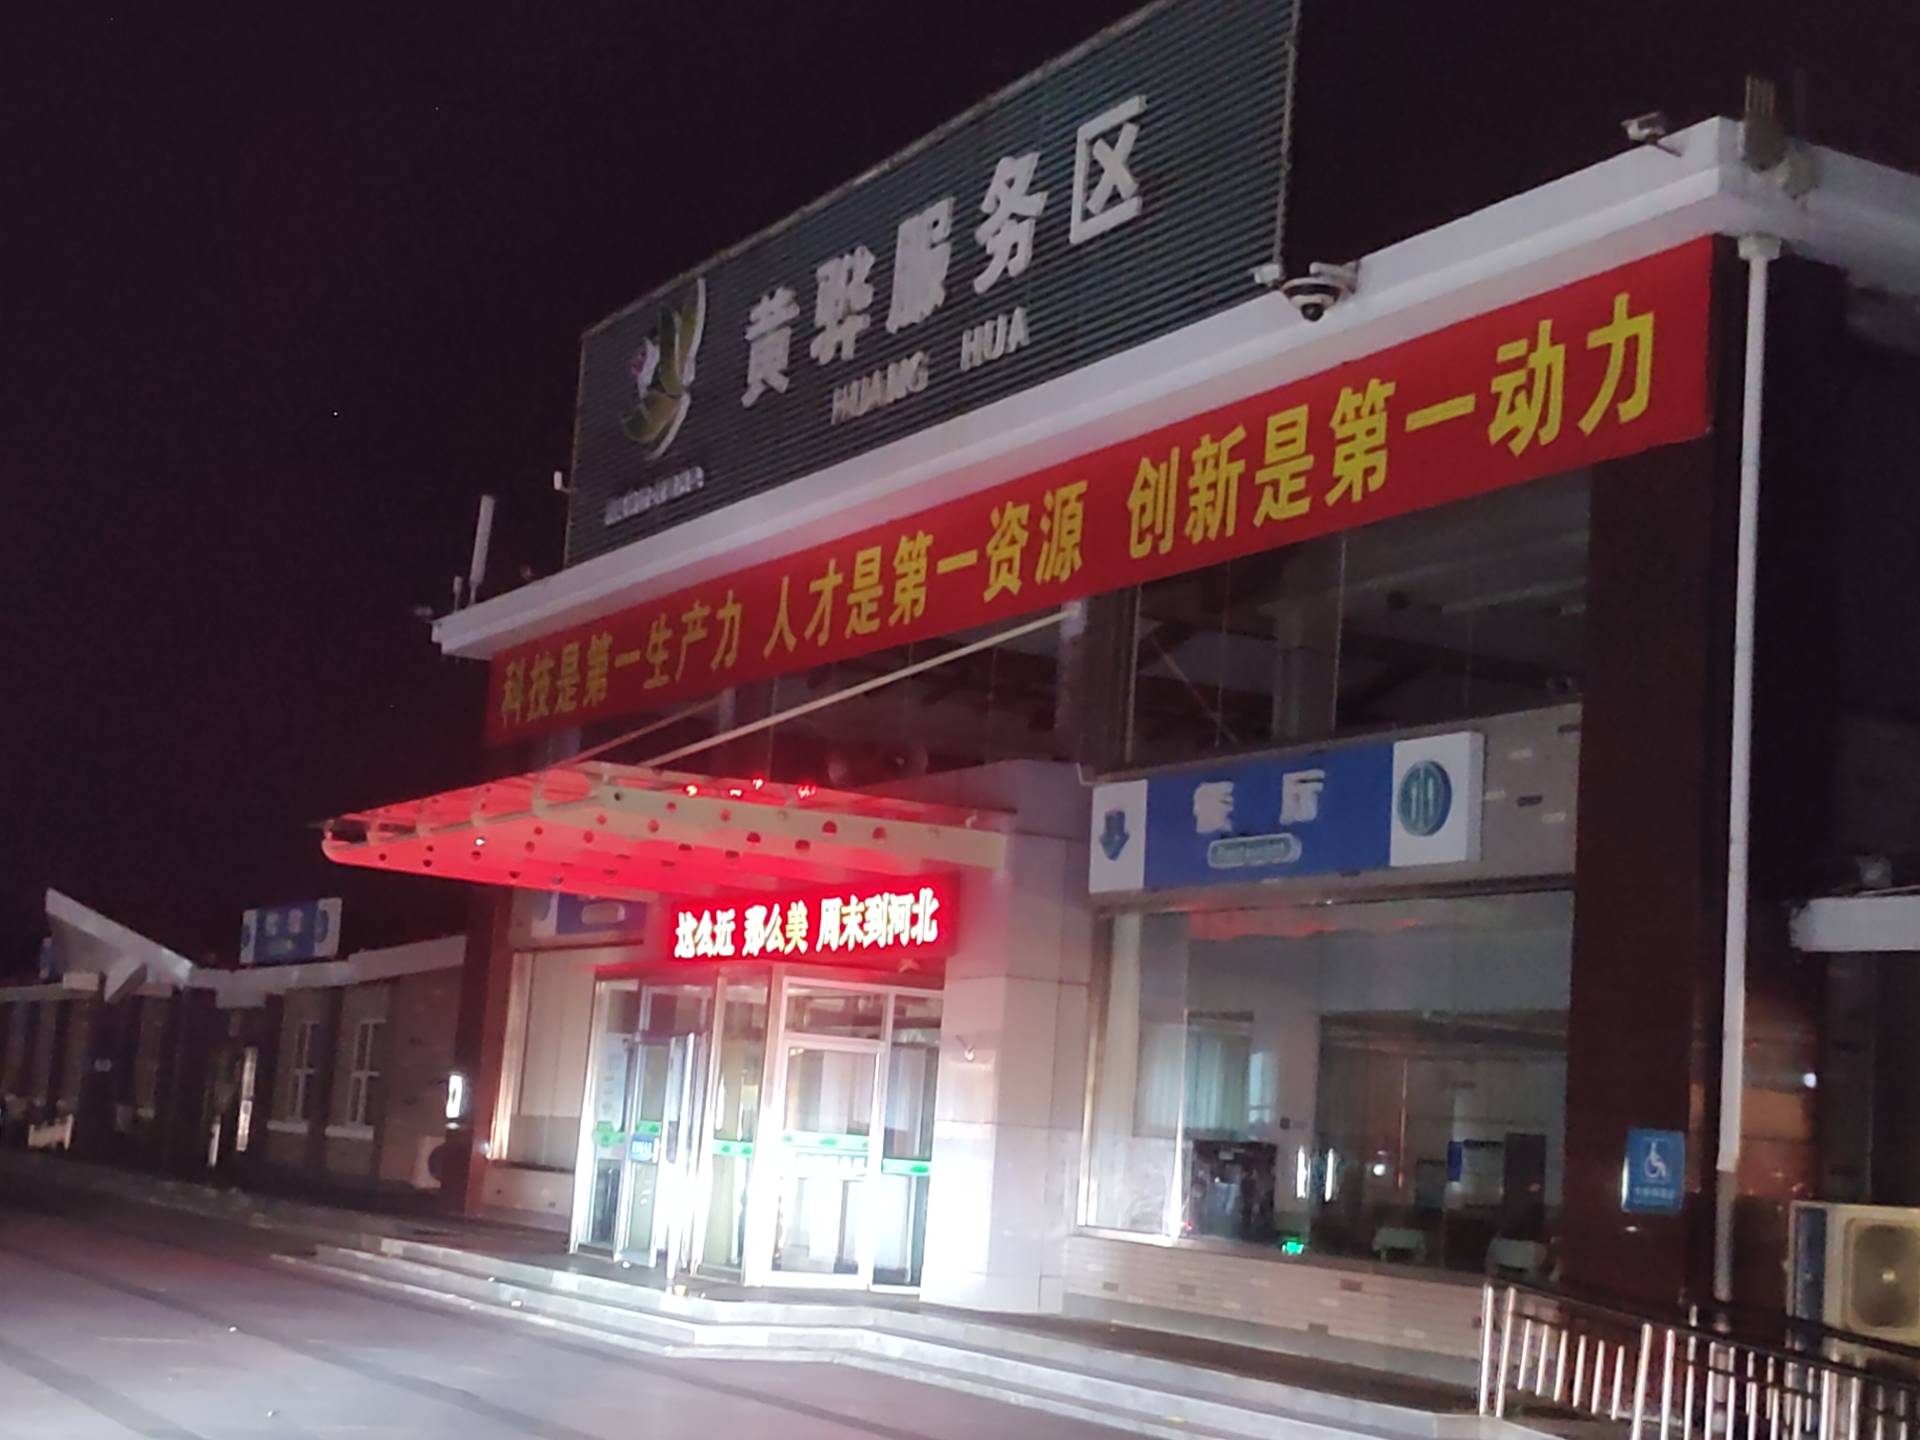 黄骅服务区
HUANG HUA
科技是第一生产力 人才是第一资源 创新是第一动力
餐厅
这么近 那么美 周末到河北